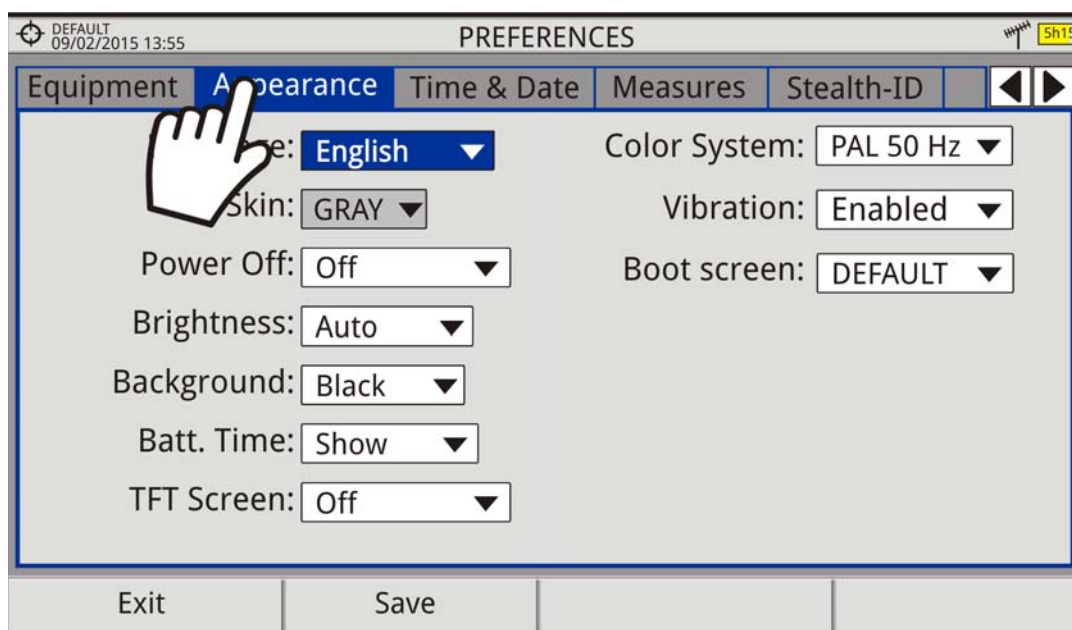 DEFAULT
09/02/2015 13:55
PREFERENCES
Equipment
Time & Date
Measures
Stealth-ID
English
Color System: PAL 50 Hz
Skin: GRAY
Vibration: Enabled
Power Off: Off
Boot screen: DEFAULT
Brightness: Auto
Background: Black
Batt. Time: Show
TFT Screen: Off
Exit
Save